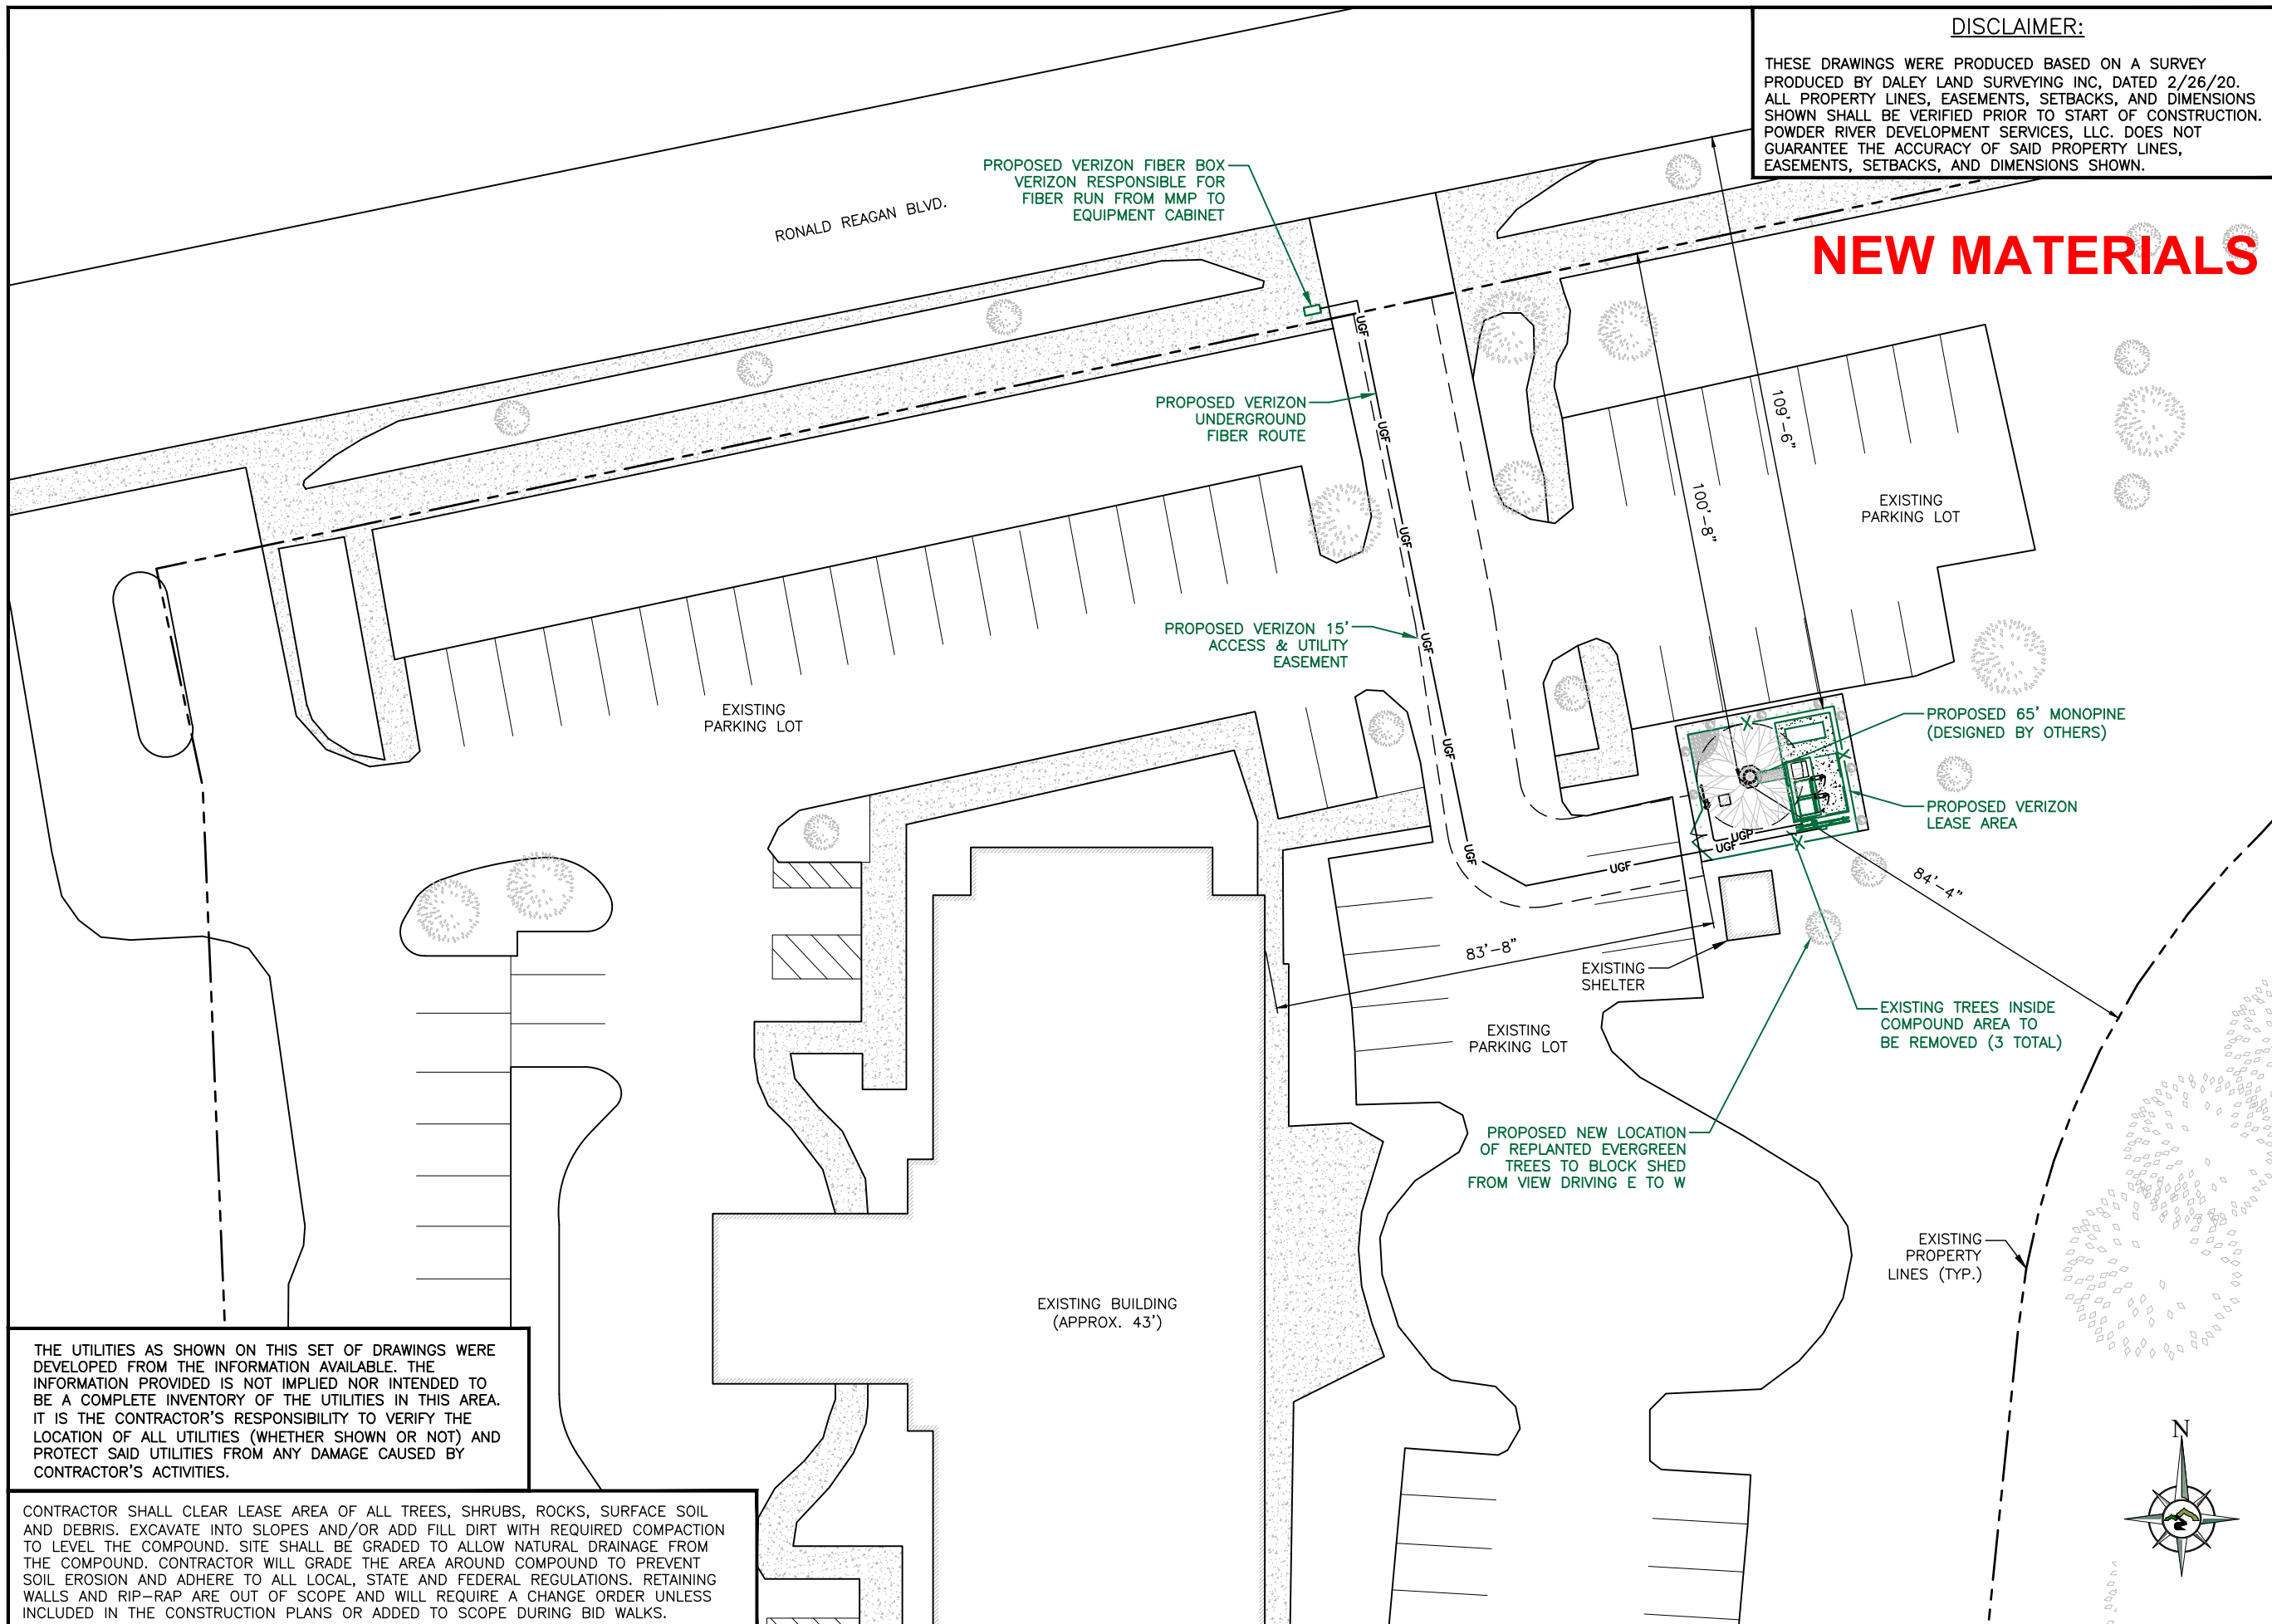 DISCLAIMER:
THESE DRAWINGS WERE PRODUCED BASED ON A SURVEY
PRODUCED BY DALEY LAND SURVEYING INC, DATED 2/26/20.
ALL PROPERTY LINES, EASEMENTS, SETBACKS, AND DIMENSIONS
SHOWN SHALL BE VERIFIED PRIOR TO START OF CONSTRUCTION.
POWDER RIVER DEVELOPMENT SERVICES, LLC. DOES NOT
GUARANTEE THE ACCURACY OF SAID PROPERTY LINES,
EASEMENTS, SETBACKS, AND DIMENSIONS SHOWN.
NEW MATERIALS
PROPOSED VERIZON FIBER BOX
VERIZON RESPONSIBLE FOR
FIBER RUN FROM MMP TO
EQUIPMENT CABINET
RONALD REAGAN BLVD.
UGF
PROPOSED VERIZON
UNDERGROUND
FIBER ROUTE
UGF
109'-6"
100'-8"
EXISTING
PARKING LOT
UGF
PROPOSED VERIZON 15'
ACCESS & UTILITY
EASEMENT
UGF
EXISTING
PARKING LOT
UGF
PROPOSED 65' MONOPINE
(DESIGNED BY OTHERS)
PROPOSED VERIZON
LEASE AREA
UGP
UGF
UGF
UGF
84'-4"
83'-8"
EXISTING
SHELTER
EXISTING
PARKING LOT
EXISTING TREES INSIDE
COMPOUND AREA TO
BE REMOVED (3 TOTAL)
PROPOSED NEW LOCATION
OF REPLANTED EVERGREEN
TREES TO BLOCK SHED
FROM VIEW DRIVING E TO W
EXISTING
PROPERTY
LINES (TYP.)
EXISTING BUILDING
(APPROX. 43')
THE UTILITIES AS SHOWN ON THIS SET OF DRAWINGS WERE
DEVELOPED FROM THE INFORMATION AVAILABLE. THE
INFORMATION PROVIDED IS NOT IMPLIED NOR INTENDED TO
BE A COMPLETE INVENTORY OF THE UTILITIES IN THIS AREA.
IT IS THE CONTRACTOR'S RESPONSIBILITY TO VERIFY THE
LOCATION OF ALL UTILITIES (WHETHER SHOWN OR NOT) AND
PROTECT SAID UTILITIES FROM ANY DAMAGE CAUSED BY
CONTRACTOR'S ACTIVITIES.
CONTRACTOR SHALL CLEAR LEASE AREA OF ALL TREES, SHRUBS, ROCKS, SURFACE SOIL
AND DEBRIS. EXCAVATE INTO SLOPES AND/OR ADD FILL DIRT WITH REQUIRED COMPACTION
TO LEVEL THE COMPOUND. SITE SHALL BE GRADED TO ALLOW NATURAL DRAINAGE FROM
THE COMPOUND. CONTRACTOR WILL GRADE THE AREA AROUND COMPOUND TO PREVENT
SOIL EROSION AND ADHERE TO ALL LOCAL, STATE AND FEDERAL REGULATIONS. RETAINING
WALLS AND RIP-RAP ARE OUT OF SCOPE AND WILL REQUIRE A CHANGE ORDER UNLESS
INCLUDED IN THE CONSTRUCTION PLANS OR ADDED TO SCOPE DURING BID WALKS.
N